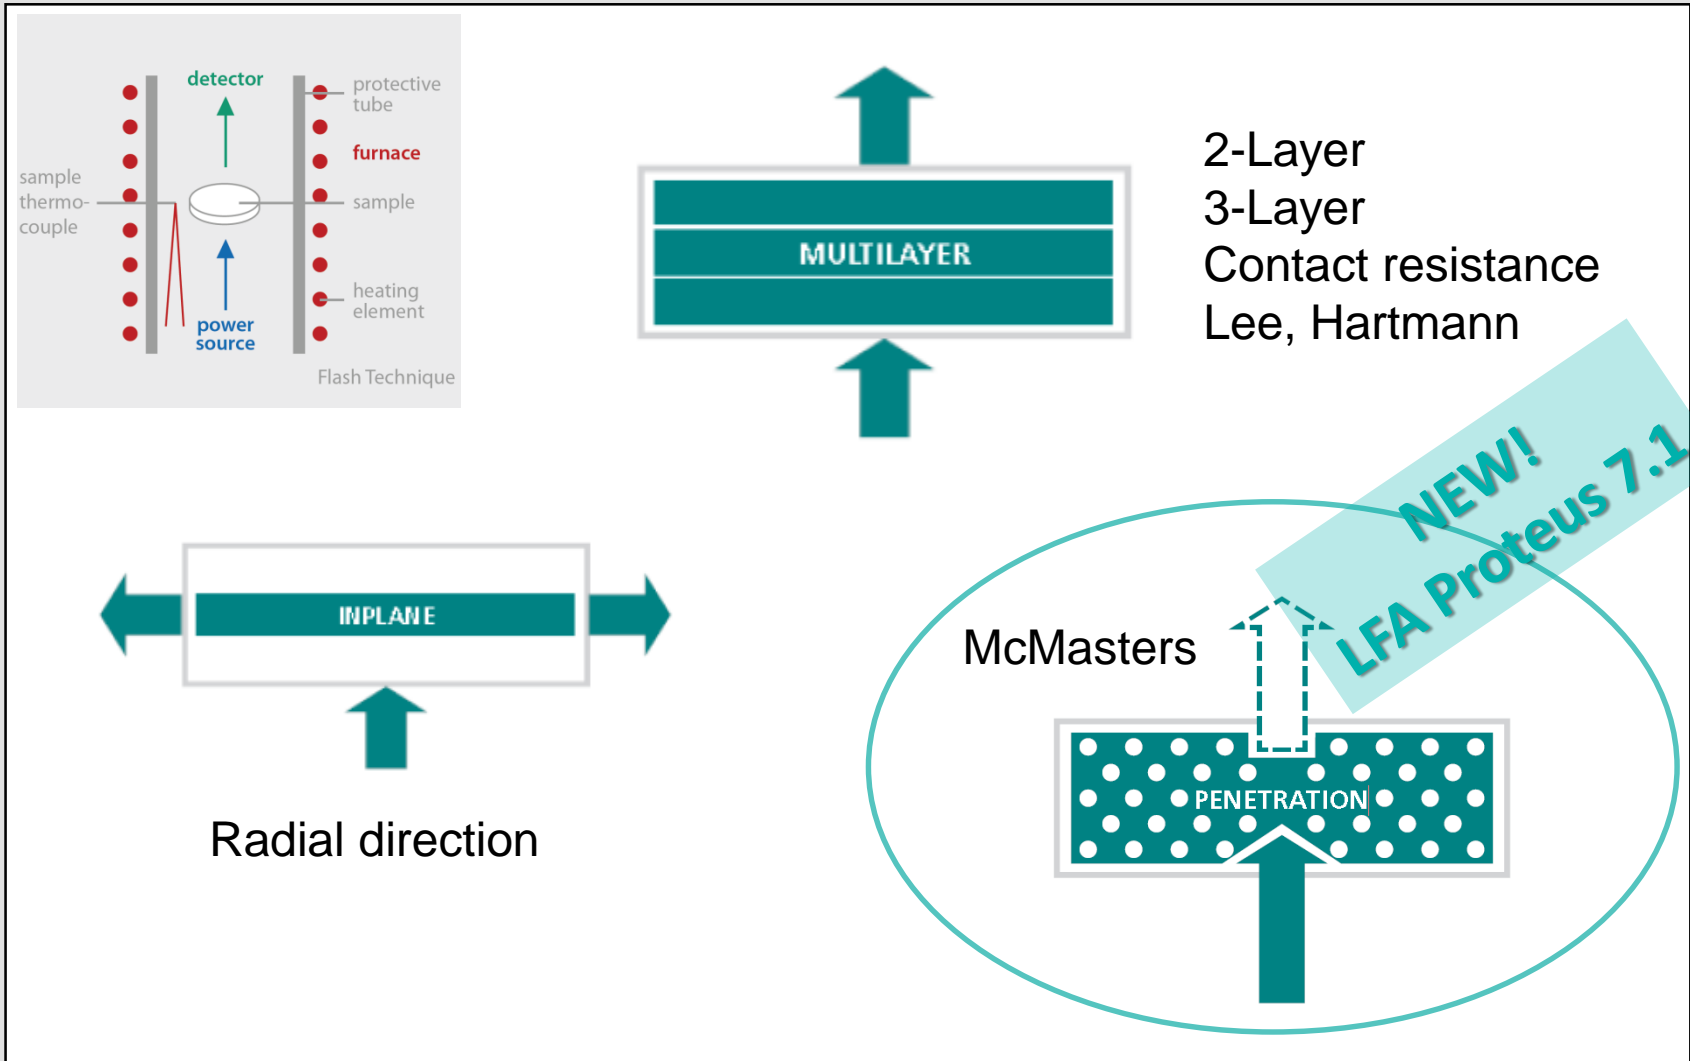 detector
protective
tube
furnace
sample
thermo-
couple
sample
heating
element
power
source
Flash Technique
MULTILAYER
2-Layer
3-Layer
Contact resistance
Lee, Hartmann
NEW!
LFA Proteus 7.1
INPLANE
Radial direction
McMasters
PENETRATION